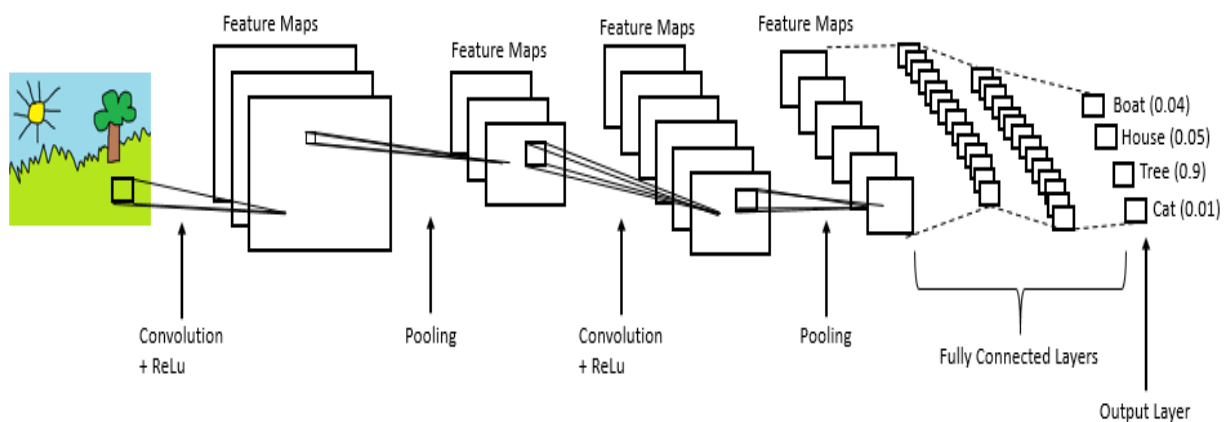 Feature Maps
Feature Maps
Feature Maps
Feature Maps
Boat (0.04)
House (0.05)
Tree (0.9)
Cat (0.01)
Convolution
+ ReLu
Pooling
Convolution
+ ReLu
Pooling
Fully Connected Layers
Output Layer